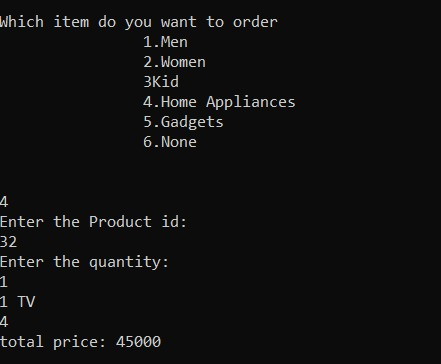 Which item do you want to order
1.Men
2.Women
3Kid
4.Home Appliances
5.Gadgets
6.None
4
Enter the Product id:
32
Enter the quantity:
1
1 TV
4
total price: 45000